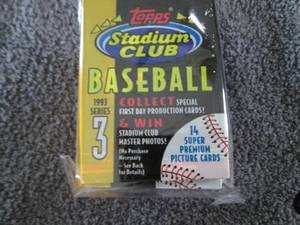 Topps
Stadium
CLUB
BASEBALL
1993
SERIES
3
COLLECT SPECIAL
FIRST DAY PRODUCTION CARDS!
& WIN
STADIUM CLUB
MASTER PHOTOS!
(No Purchase
Necessary
– See Back
for Details)
14
SUPER
PREMIUM
PICTURE CARDS